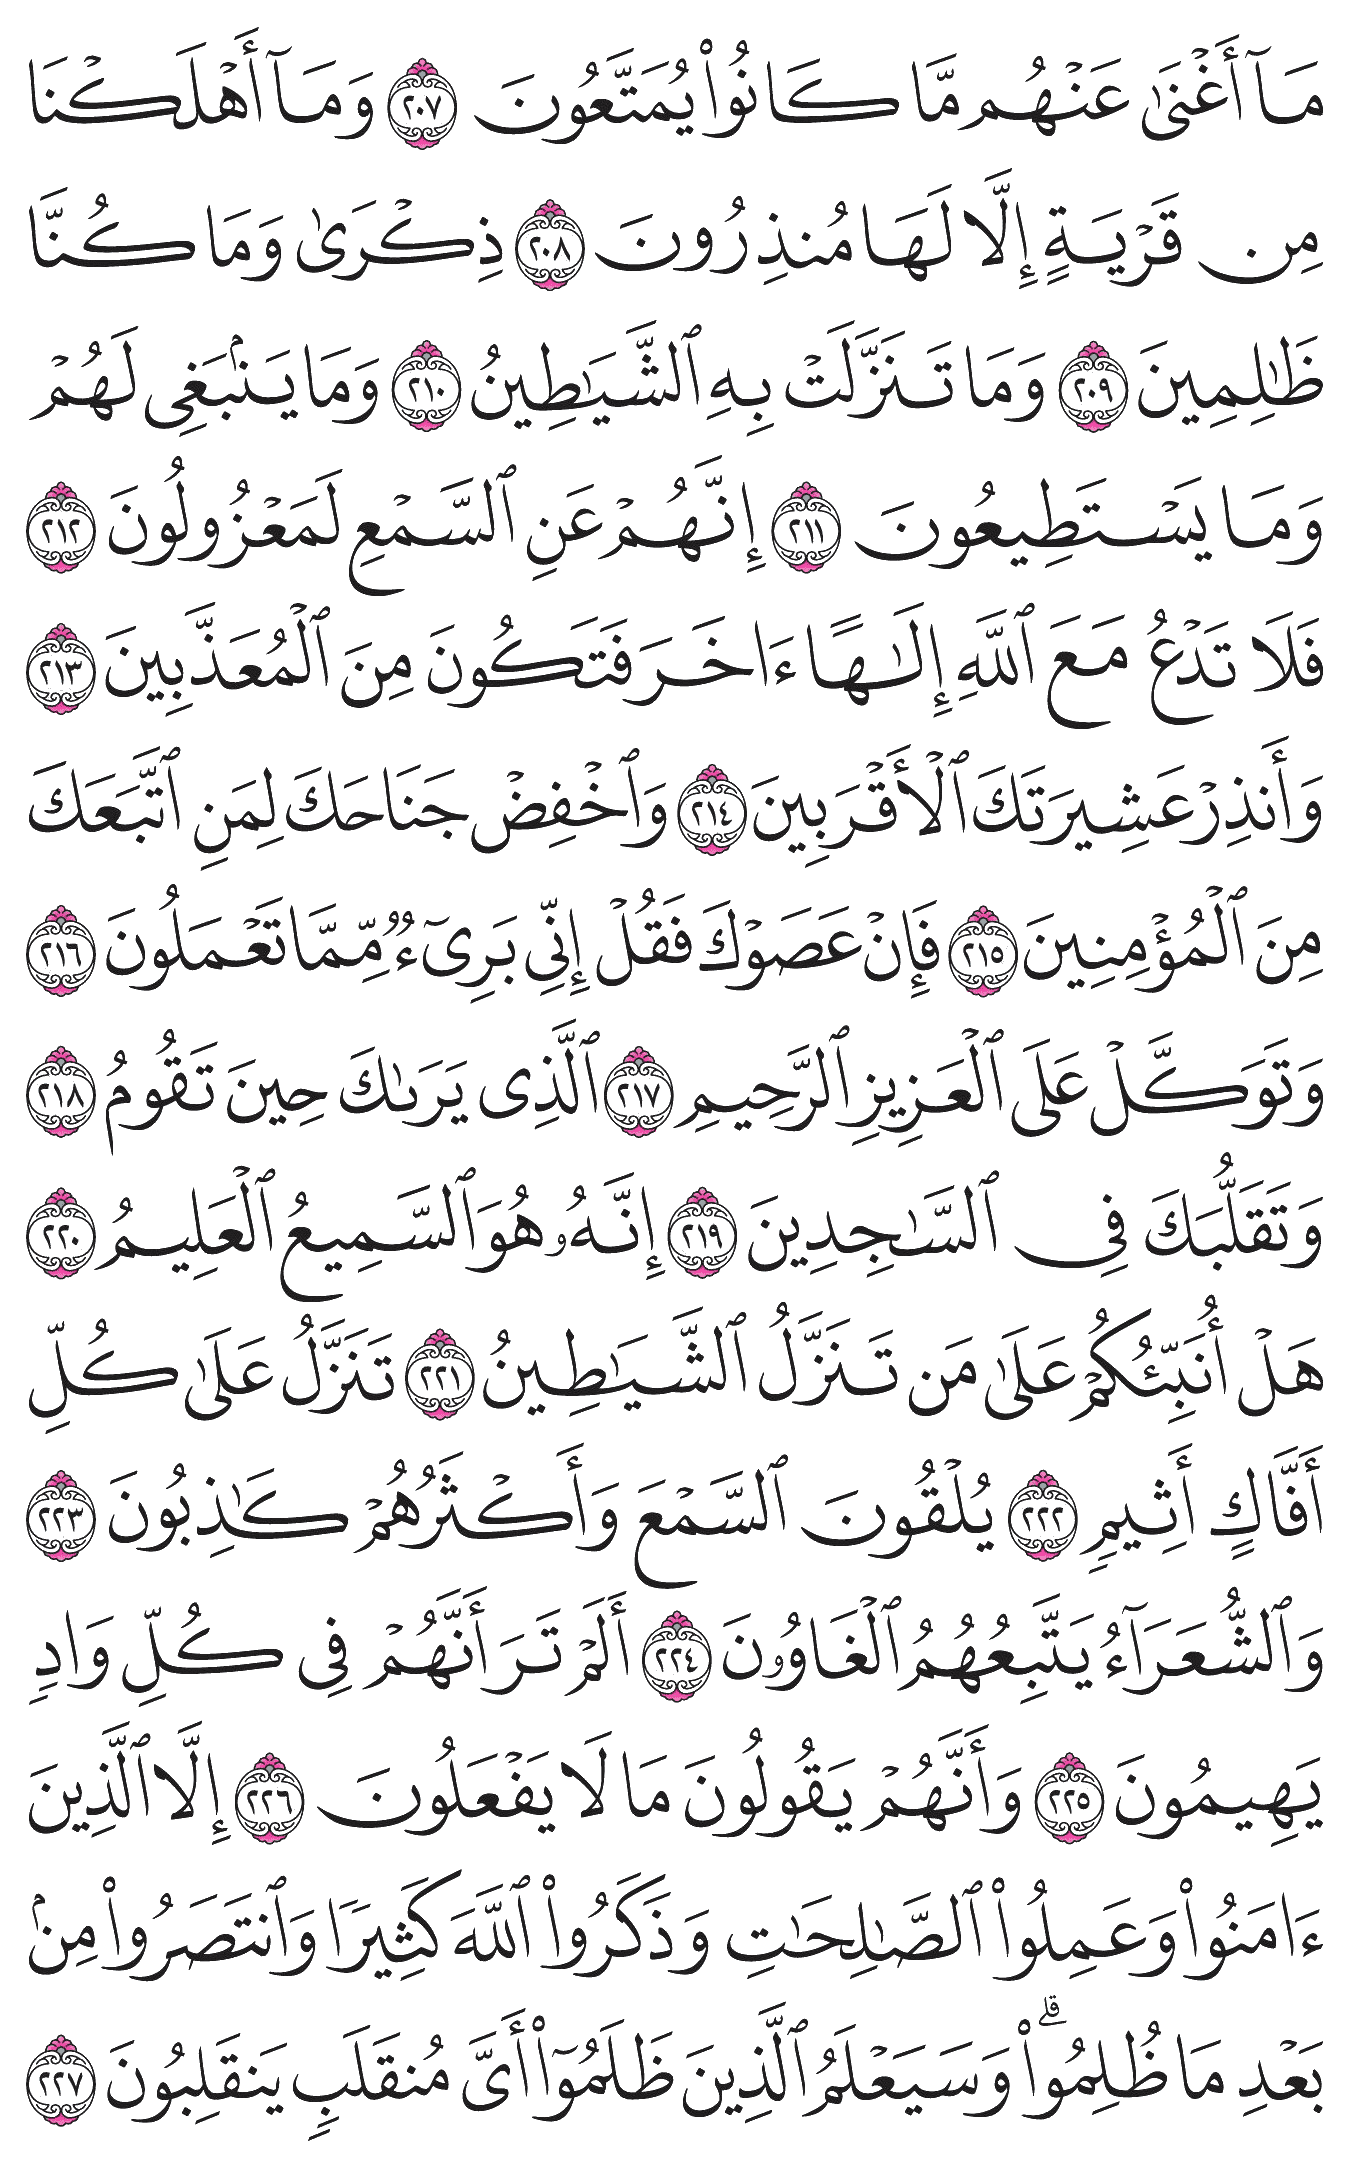 مَآ أَغْنَىٰ عَنْهُم مَّا كَانُوا۟ يُمَتَّعُونَ ٢٠٧ وَمَآ أَهْلَكْنَا
مِن قَرْيَةٍ إِلَّا لَهَا مُنذِرُونَ ٢٠٨ ذِكْرَىٰ وَمَا كُنَّا
ظَـٰلِمِينَ ٢٠٩ وَمَا تَنَزَّلَتْ بِهِ ٱلشَّيَـٰطِينُ ٢١٠ وَمَا يَنۢبَغِى لَهُمْ
وَمَا يَسْتَطِيعُونَ ٢١١ إِنَّهُمْ عَنِ ٱلسَّمْعِ لَمَعْزُولُونَ ٢١٢
فَلَا تَدْعُ مَعَ ٱللَّهِ إِلَـٰهًا ءَاخَرَ فَتَكُونَ مِنَ ٱلْمُعَذَّبِينَ ٢١٣
وَأَنذِرْ عَشِيرَتَكَ ٱلْأَقْرَبِينَ ٢١٤ وَٱخْفِضْ جَنَاحَكَ لِمَنِ ٱتَّبَعَكَ
مِنَ ٱلْمُؤْمِنِينَ ٢١٥ فَإِنْ عَصَوْكَ فَقُلْ إِنِّى بَرِىٓءٌ مِّمَّا تَعْمَلُونَ ٢١٦
وَتَوَكَّلْ عَلَى ٱلْعَزِيزِ ٱلرَّحِيمِ ٢١٧ ٱلَّذِى يَرَىٰكَ حِينَ تَقُومُ ٢١٨
وَتَقَلُّبَكَ فِى ٱلسَّـٰجِدِينَ ٢١٩ إِنَّهُۥ هُوَ ٱلسَّمِيعُ ٱلْعَلِيمُ ٢٢٠
هَلْ أُنَبِّئُكُمْ عَلَىٰ مَن تَنَزَّلُ ٱلشَّيَـٰطِينُ ٢٢١ تَنَزَّلُ عَلَىٰ كُلِّ
أَفَّاكٍ أَثِيمٍ ٢٢٢ يُلْقُونَ ٱلسَّمْعَ وَأَكْثَرُهُمْ كَـٰذِبُونَ ٢٢٣
وَٱلشُّعَرَآءُ يَتَّبِعُهُمُ ٱلْغَاوُۥنَ ٢٢٤ أَلَمْ تَرَ أَنَّهُمْ فِى كُلِّ وَادٍ
يَهِيمُونَ ٢٢٥ وَأَنَّهُمْ يَقُولُونَ مَا لَا يَفْعَلُونَ ٢٢٦ إِلَّا ٱلَّذِينَ
ءَامَنُوا۟ وَعَمِلُوا۟ ٱلصَّـٰلِحَـٰتِ وَذَكَرُوا۟ ٱللَّهَ كَثِيرًا وَٱنتَصَرُوا۟ مِنۢ
بَعْدِ مَا ظُلِمُوا۟ ۗ وَسَيَعْلَمُ ٱلَّذِينَ ظَلَمُوٓا۟ أَىَّ مُنقَلَبٍ يَنقَلِبُونَ ٢٢٧